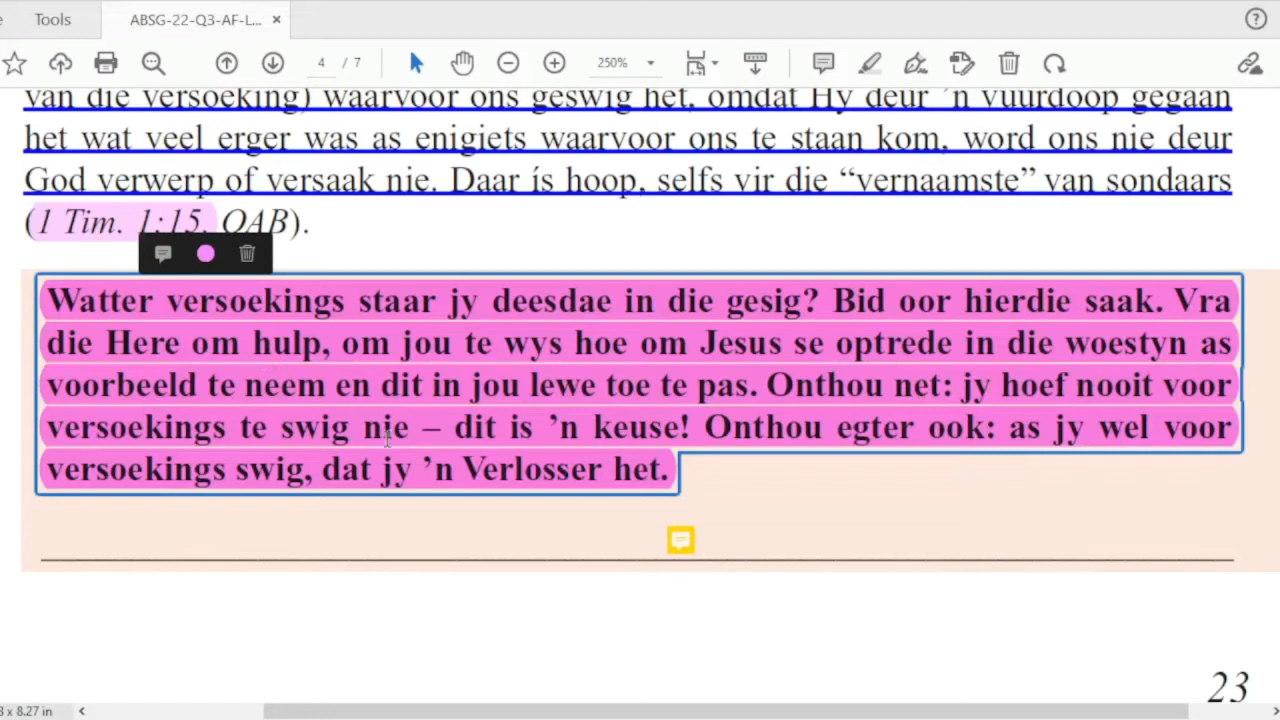 Tools
ABSG-22-Q3-AF-L... ×
4 / 7
250%
van die versoeking) waarvoor ons geswig het, omdat Hy deur ’n vuurdoop gegaan
het wat veel erger was as enigiets waarvoor ons te staan kom, word ons nie deur
God verwerp of versaak nie. Daar ís hoop, selfs vir die “vernaamste” van sondaars
(1 Tim. 1:15, OAB).
Watter versoekings staar jy deesdae in die gesig? Bid oor hierdie saak. Vra
die Here om hulp, om jou te wys hoe om Jesus se optrede in die woestyn as
voorbeeld te neem en dit in jou lewe toe te pas. Onthou net: jy hoef nooit voor
versoekings te swig nie – dit is ’n keuse! Onthou egter ook: as jy wel voor
versoekings swig, dat jy ’n Verlosser het.
23
x 8.27 in